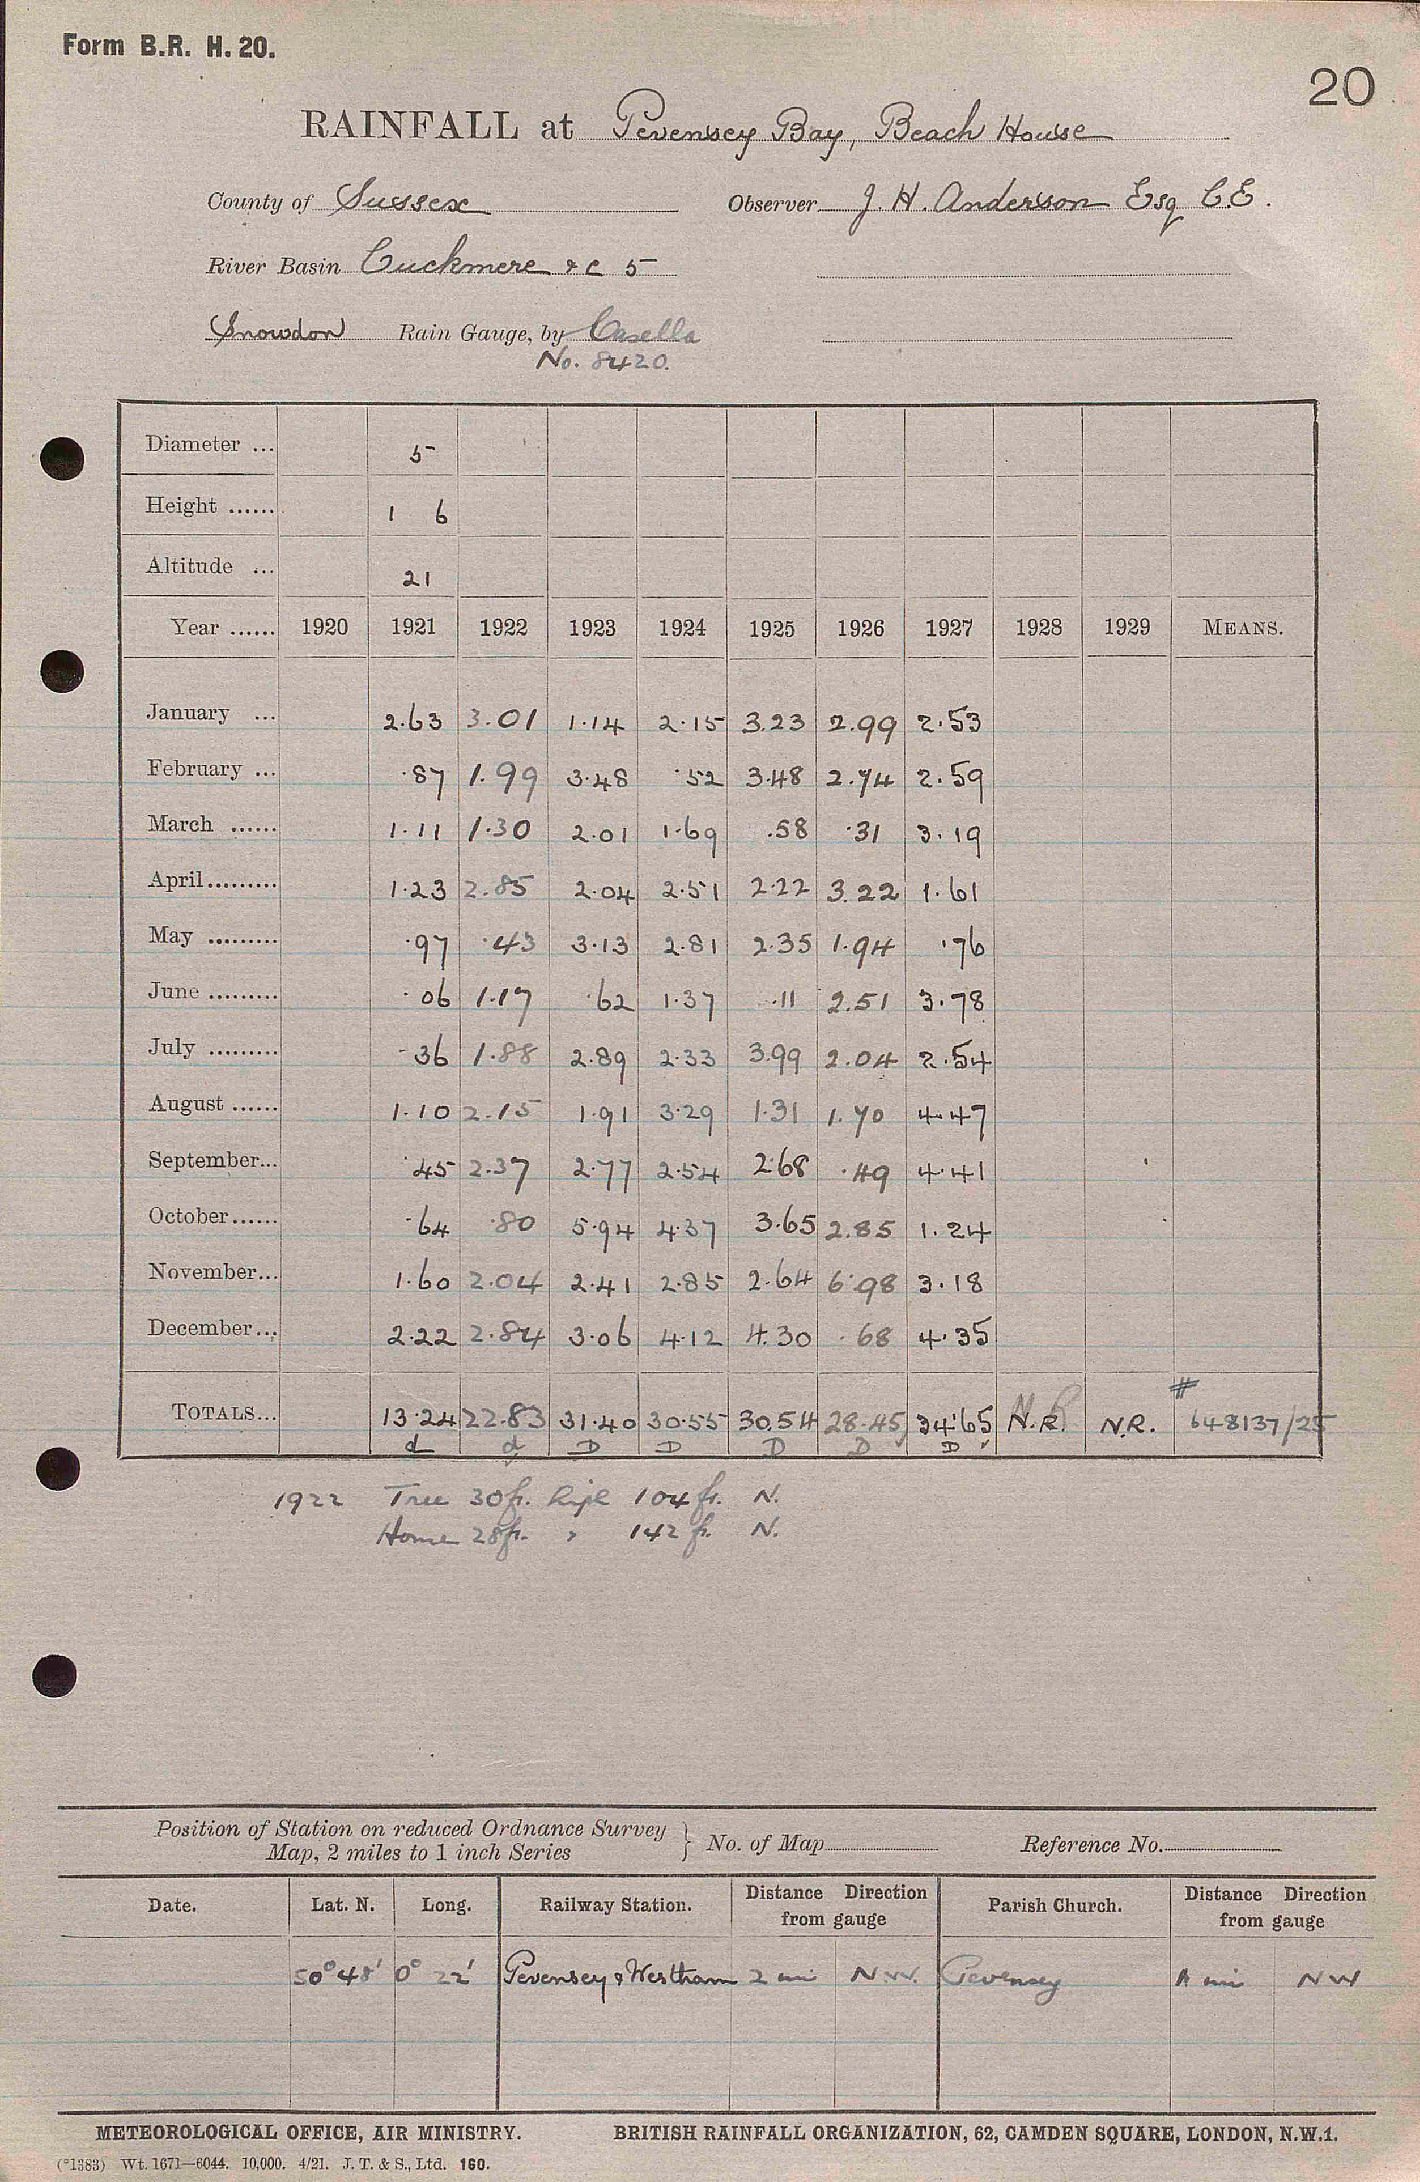 Form B.R. H. 20.
20
RAINFALL at Pevensey Bay, Beach House
County of Sussex Observer J. H. Anderson Esq C.E.
River Basin Cuckmere &c 5
Snowdon Rain Gauge, by Casella
No. 8420.
Diameter ... 5
Height ...... 1 6
Altitude ... 21
Year ...... 1920 1921 1922 1923 1924 1925 1926 1927 1928 1929 MEANS.
January ... 2.63 3.01 1.14 2.15 3.23 2.99 2.53
February ... .87 1.99 3.48 .52 3.48 2.74 2.59
March ...... 1.11 1.30 2.01 1.69 .58 .31 3.19
April......... 1.23 2.85 2.04 2.51 2.22 3.22 1.61
May ......... .97 .43 3.13 2.81 2.35 1.94 .76
June ......... .06 1.17 .62 1.37 .11 2.51 3.78
July ......... .36 1.88 2.89 2.33 3.99 2.04 2.54
August ...... 1.10 2.15 1.91 3.29 1.31 1.70 4.47
September... .45 2.37 2.77 2.54 2.68 .49 4.41
October...... .64 .80 5.94 4.37 3.65 2.85 1.24
November... 1.60 2.04 2.41 2.85 2.64 6.98 3.18
December... 2.22 2.84 3.06 4.12 4.30 .68 4.35
#
TOTALS... 13.24 22.83 31.40 30.55 30.54 28.45 34.65 N.R. N.R. 648137/25
d d D D D D D
1922 Tree 30 ft. high 104 ft. N.
House 28 ft. " 142 ft. N.
Position of Station on reduced Ordnance Survey
Map, 2 miles to 1 inch Series } No. of Map Reference No.
Date. Lat. N. Long. Railway Station. Distance Direction from gauge Parish Church. Distance Direction from gauge
50° 48' 0° 22' Pevensey & Westham 2 mi N.W. Pevensey mi NW
METEOROLOGICAL OFFICE, AIR MINISTRY. BRITISH RAINFALL ORGANIZATION, 62, CAMDEN SQUARE, LONDON, N.W.1.
(*1383) Wt. 1671—6044. 10,000. 4/21. J. T. & S., Ltd. 160.